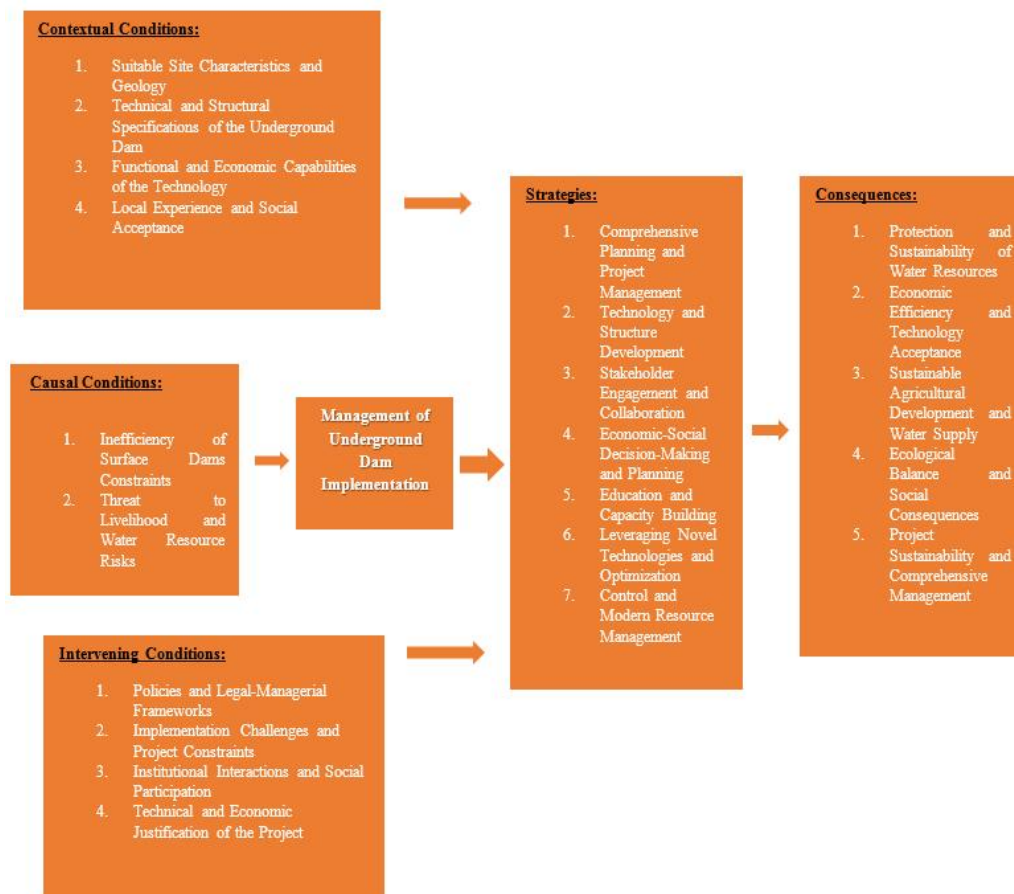 Contextual Conditions:
1. Suitable Site Characteristics and
Geology
2. Technical and Structural
Specifications of the Underground
Dam
3. Functional and Economic Capabilities
of the Technology
4. Local Experience and Social
Acceptance
Causal Conditions:
1. Inefficiency of
Surface Dams
Constraints
2. Threat to
Livelihood and
Water Resource
Risks
Management of
Underground
Dam
Implementation
Intervening Conditions:
1. Policies and Legal-Managerial
Frameworks
2. Implementation Challenges and
Project Constraints
3. Institutional Interactions and Social
Participation
4. Technical and Economic
Justification of the Project
Strategies:
1. Comprehensive
Planning and
Project
Management
2. Technology and
Structure
Development
3. Stakeholder
Engagement and
Collaboration
4. Economic-Social
Decision-Making
and Planning
5. Education and
Capacity Building
6. Leveraging Novel
Technologies and
Optimization
7. Control and
Modern Resource
Management
Consequences:
1. Protection and
Sustainability of
Water Resources
2. Economic
Efficiency and
Technology
Acceptance
3. Sustainable
Agricultural
Development and
Water Supply
4. Ecological
Balance and
Social
Consequences
5. Project
Sustainability and
Comprehensive
Management